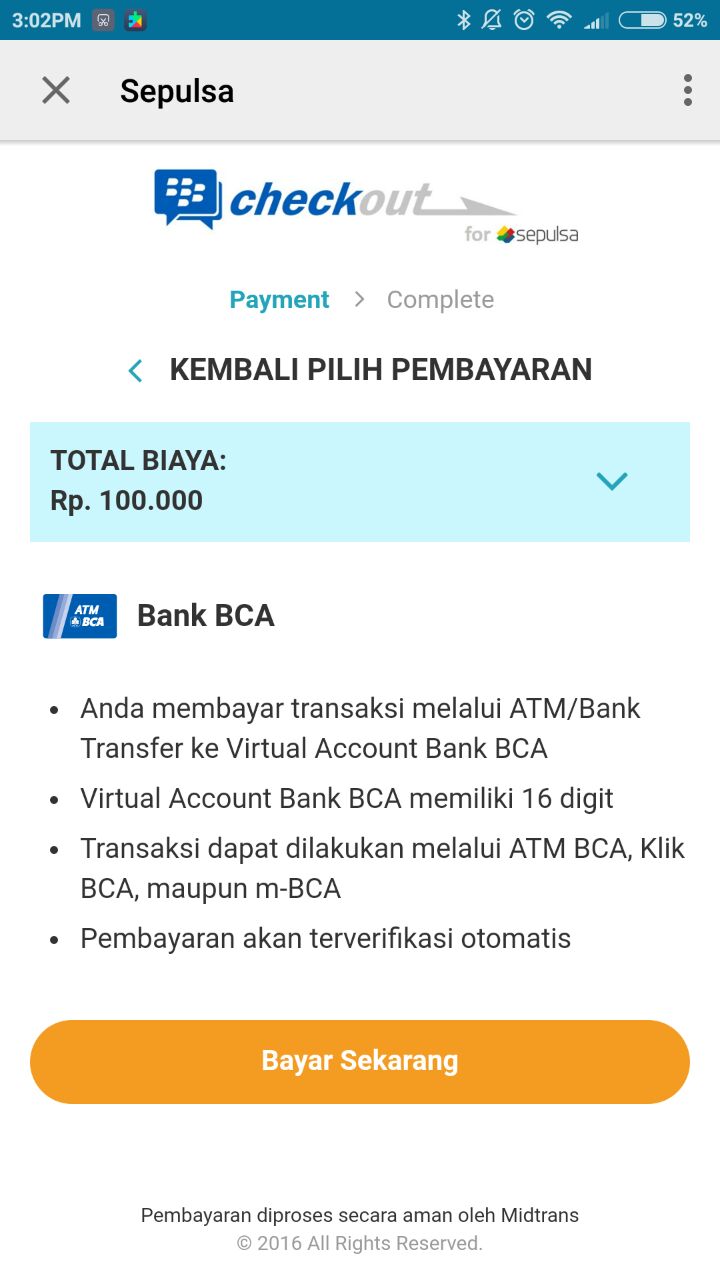 3:02PM 52%
Sepulsa
checkout
for sepulsa
Payment > Complete
KEMBALI PILIH PEMBAYARAN
TOTAL BIAYA:
Rp. 100.000
ATM
BCA
Bank BCA
• Anda membayar transaksi melalui ATM/Bank
Transfer ke Virtual Account Bank BCA
• Virtual Account Bank BCA memiliki 16 digit
• Transaksi dapat dilakukan melalui ATM BCA, Klik
BCA, maupun m-BCA
• Pembayaran akan terverifikasi otomatis
Bayar Sekarang
Pembayaran diproses secara aman oleh Midtrans
© 2016 All Rights Reserved.